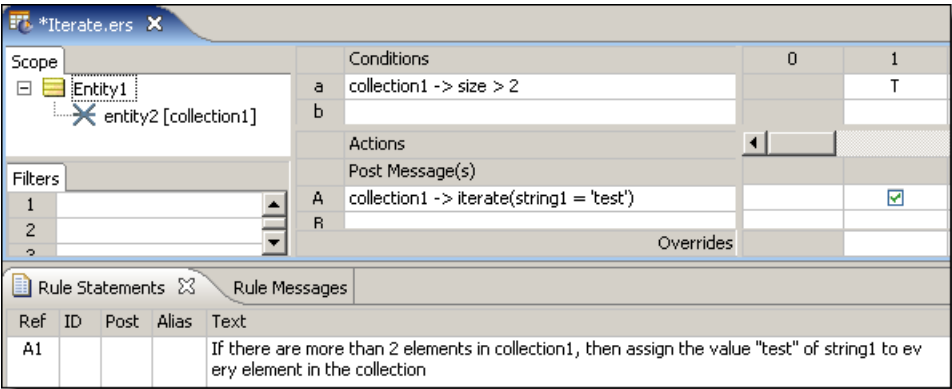 *Iterate.ers
Scope
Entity1
entity2 [collection1]
Filters
1
2
3
Conditions 0 1
a collection1 -> size > 2 T
b
Actions
Post Message(s)
A collection1 -> iterate(string1 = 'test')
B
Overrides
Rule Statements Rule Messages
Ref ID Post Alias Text
A1 If there are more than 2 elements in collection1, then assign the value "test" of string1 to ev
ery element in the collection